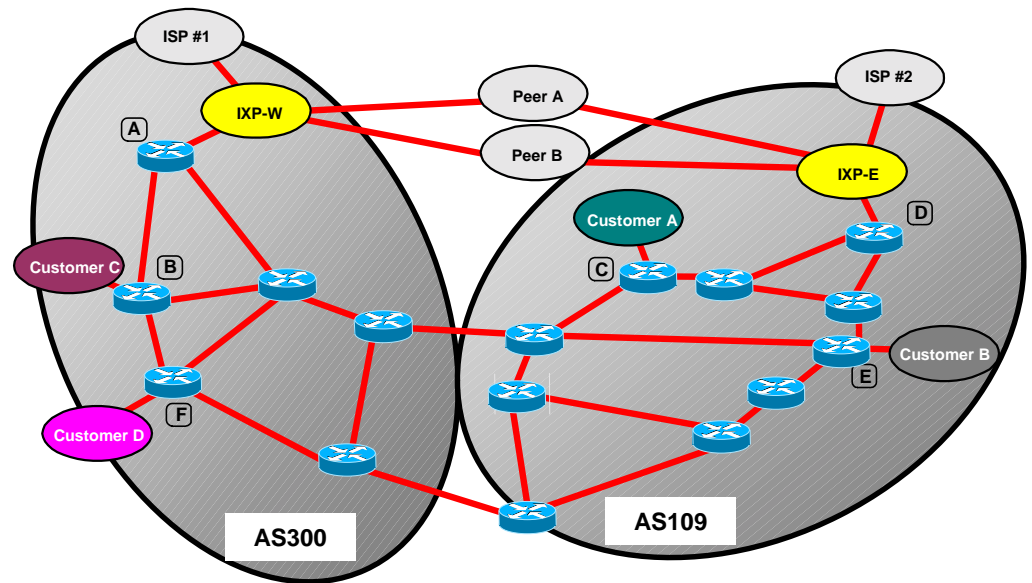 ISP #1
ISP #2
Peer A
IXP-W
A
Peer B
IXP-E
D
Customer A
Customer C
B
C
Customer B
E
F
Customer D
AS300
AS109